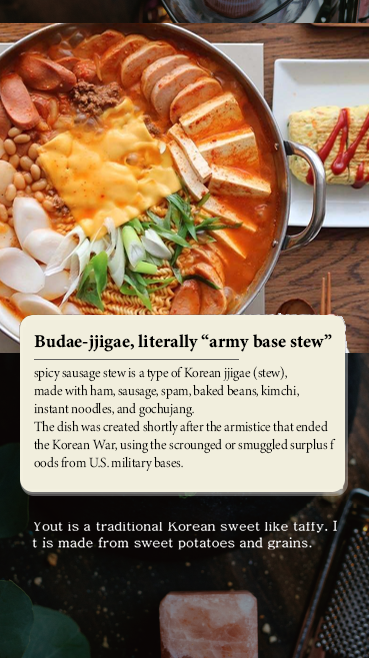 Budae-jjigae, literally “army base stew”
spicy sausage stew is a type of Korean jjigae (stew),
made with ham, sausage, spam, baked beans, kimchi,
instant noodles, and gochujang.
The dish was created shortly after the armistice that ended
the Korean War, using the scrounged or smuggled surplus f
oods from U.S. military bases.
Yout is a traditional Korean sweet like taffy. I
t is made from sweet potatoes and grains.